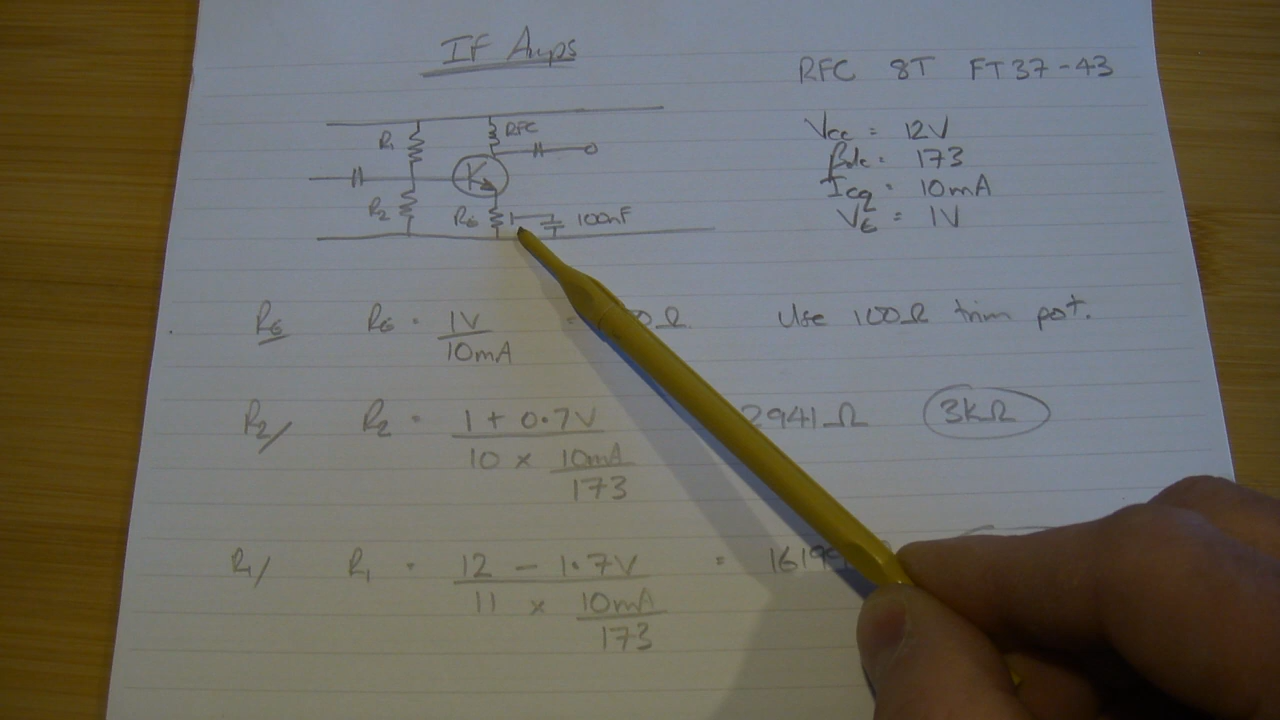 IF Amps
RFC 8T FT37-43
R1
RFC
R2
RE
100nF
Vcc = 12V
βdc = 173
Icq = 10mA
VE = 1V
RE RE = 1V / 10mA = 0Ω Use 100Ω trim pot.
R2/ R2 = 1 + 0.7V / 10 × 10mA / 173 2941Ω 3kΩ
R1/ R1 = 12 - 1.7V / 11 × 10mA / 173 = 1619